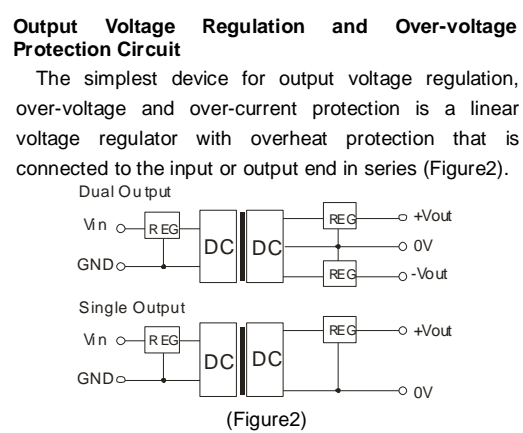 Output Voltage Regulation and Over-voltage
Protection Circuit
The simplest device for output voltage regulation,
over-voltage and over-current protection is a linear
voltage regulator with overheat protection that is
connected to the input or output end in series (Figure2).
Dual Output
Vin REG DC DC REG +Vout
0V
GND REG -Vout
Single Output
Vin REG DC DC REG +Vout
GND 0V
(Figure2)